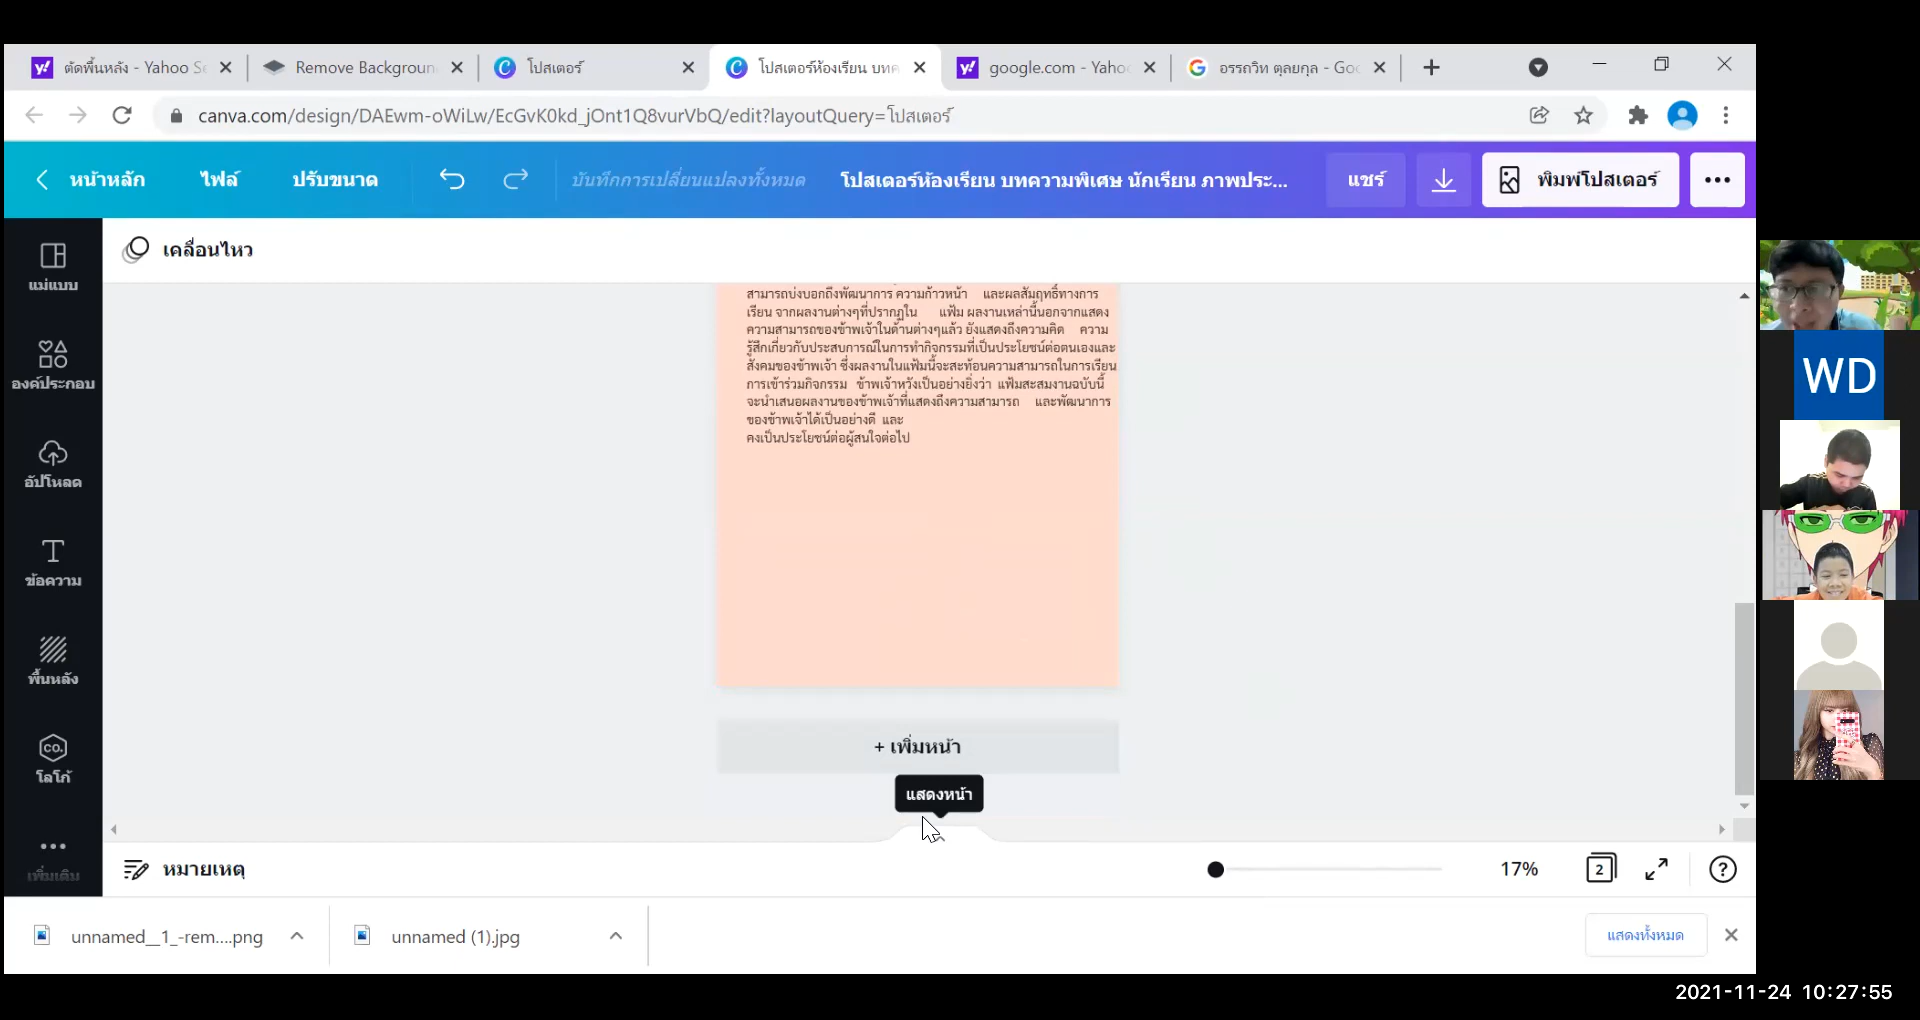 ตัดพื้นหลัง - Yahoo Se
Remove Backgroun
โปสเตอร์
โปสเตอร์ห้องเรียน บทค
google.com - Yaho
อรรถวิท ตุลยกุล - Goo
canva.com/design/DAEwm-oWiLw/EcGvK0kd_jOnt1Q8vurVbQ/edit?layoutQuery=โปสเตอร์
หน้าหลัก
ไฟล์
ปรับขนาด
บันทึกการเปลี่ยนแปลงทั้งหมด
โปสเตอร์ห้องเรียน บทความพิเศษ นักเรียน ภาพประ...
แชร์
พิมพ์โปสเตอร์
เคลื่อนไหว
แม่แบบ
องค์ประกอบ
อัปโหลด
ข้อความ
พื้นหลัง
CO.
โลโก้
เพิ่มเติม
สามารถบ่งบอกถึงพัฒนาการ ความก้าวหน้า และผลสัมฤทธิ์ทางการ
เรียน จากผลงานต่างๆที่ปรากฏใน แฟ้ม ผลงานเหล่านี้นอกจากแสดง
ความสามารถของข้าพเจ้าในด้านต่างๆแล้ว ยังแสดงถึงความคิด ความ
รู้สึกเกี่ยวกับประสบการณ์ในการทำกิจกรรมที่เป็นประโยชน์ต่อตนเองและ
สังคมของข้าพเจ้า ซึ่งผลงานในแฟ้มนี้จะสะท้อนความสามารถในการเรียน
การเข้าร่วมกิจกรรม ข้าพเจ้าหวังเป็นอย่างยิ่งว่า แฟ้มสะสมงานฉบับนี้
จะนำเสนอผลงานของข้าพเจ้าที่แสดงถึงความสามารถ และพัฒนาการ
ของข้าพเจ้าได้เป็นอย่างดี และ
คงเป็นประโยชน์ต่อผู้สนใจต่อไป
+ เพิ่มหน้า
แสดงหน้า
หมายเหตุ
17%
2
?
unnamed__1_-rem....png
unnamed (1).jpg
แสดงทั้งหมด
WD
2021-11-24 10:27:55